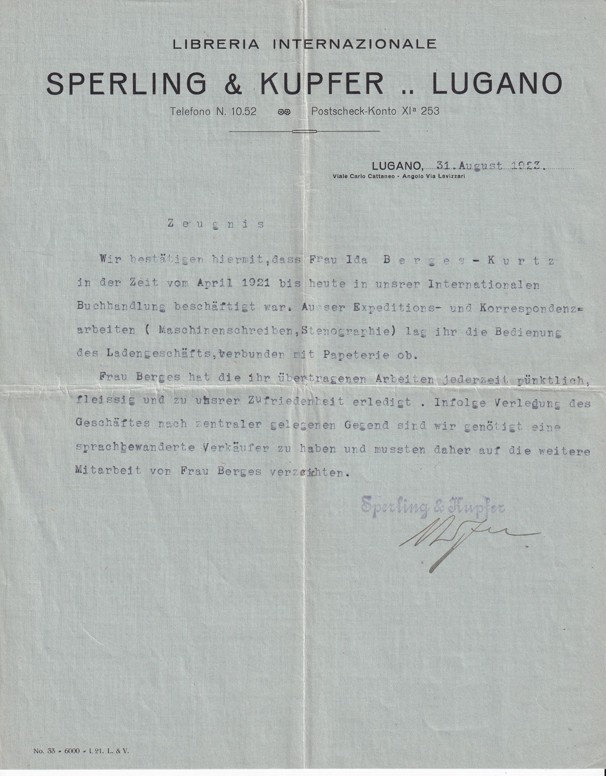 LIBRERIA INTERNAZIONALE
SPERLING & KUPFER .. LUGANO
Telefono N. 10.52 Postscheck-Konto XIª 253
LUGANO, 31. August 1923.
Viale Carlo Cattaneo - Angolo Via Lavizzari
Zeugnis
Wir bestätigen hiermit, dass Frau Ida Berges-Kurtz
in der Zeit vom April 1921 bis heute in unsrer Internationalen
Buchhandlung beschäftigt war. Ausser Expeditions- und Korrespondenz=
arbeiten ( Maschinenschreiben, Stenographie) lag ihr die Bedienung
des Ladengeschäfts, verbunden mit Papeterie ob.
Frau Berges hat die ihr übertragenen Arbeiten jederzeit pünktlich,
fleissig und zu unsrer Zufriedenheit erledigt . Infolge Verlegung des
Geschäftes nach zentraler gelegenen Gegend sind wir genötigt eine
sprachbewanderte Verkäufer zu haben und mussten daher auf die weitere
Mitarbeit von Frau Berges verzichten.
Sperling & Kupfer
No. 33 - 6000 - I. 21. L. & V.